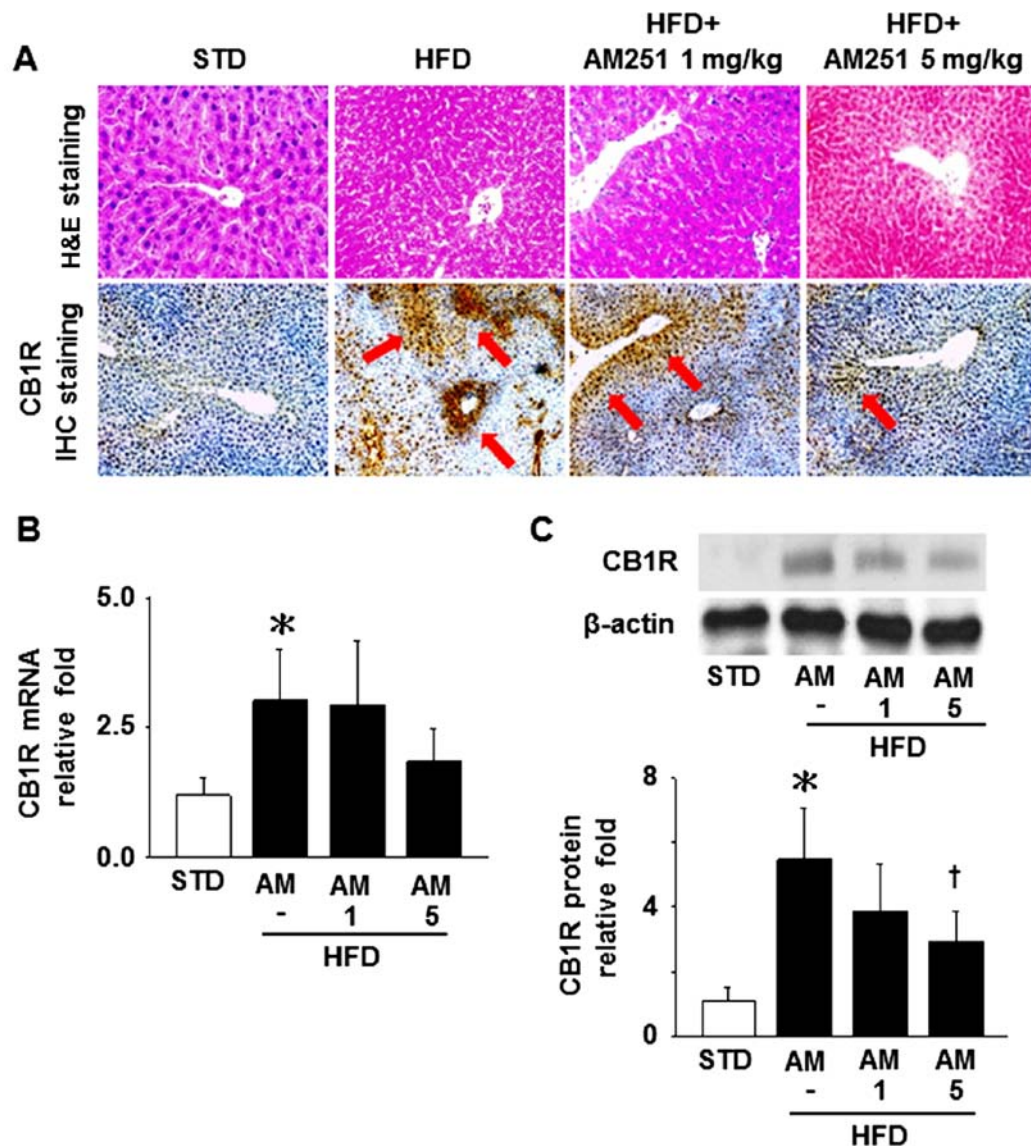 A
STD
HFD
HFD+
AM251 1 mg/kg
HFD+
AM251 5 mg/kg
H&E staining
CB1R
IHC staining
B
CB1R mRNA
relative fold
5.0
2.5
0.0
*
STD
AM
-
AM
1
AM
5
HFD
C
CB1R
β-actin
STD
AM
-
AM
1
AM
5
HFD
CB1R protein
relative fold
8
4
0
*
†
STD
AM
-
AM
1
AM
5
HFD